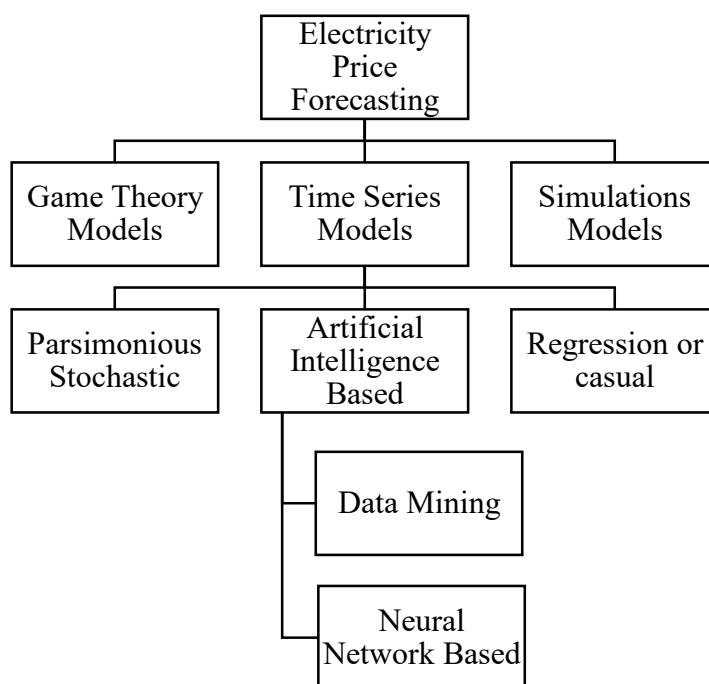 Electricity
Price
Forecasting
Game Theory
Models
Time Series
Models
Simulations
Models
Parsimonious
Stochastic
Artificial
Intelligence
Based
Regression or
casual
Data Mining
Neural
Network Based